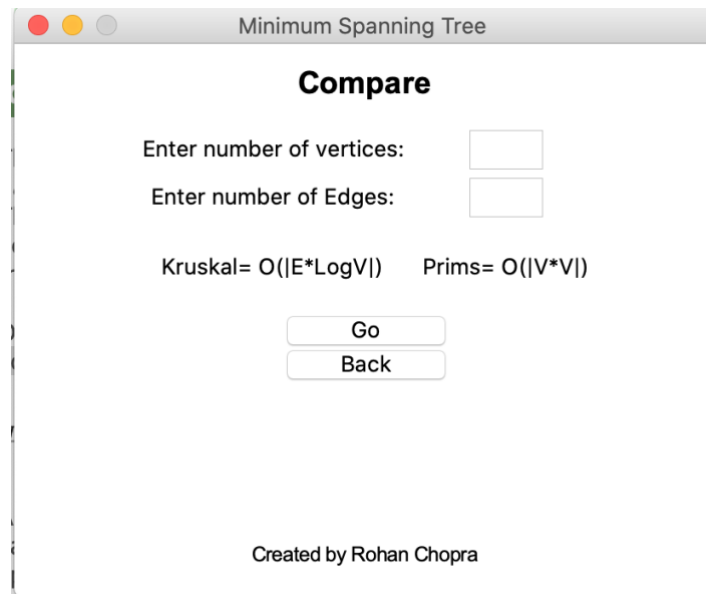 Minimum Spanning Tree
Compare
Enter number of vertices:
Enter number of Edges:
Kruskal= O(|E*LogV|) Prims= O(|V*V|)
Go
Back
Created by Rohan Chopra